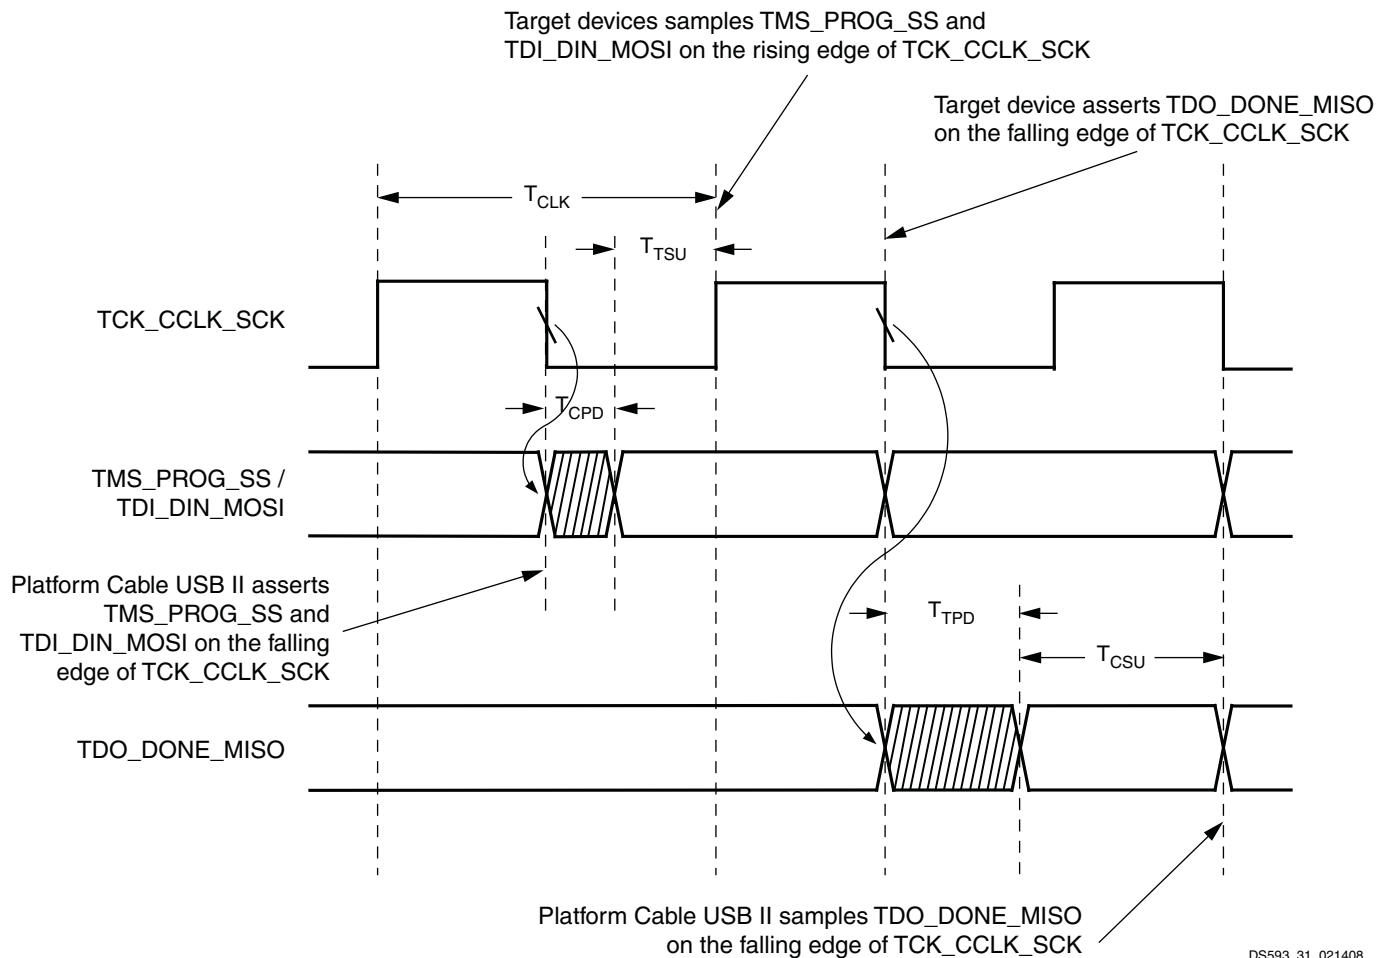 Target devices samples TMS_PROG_SS and
TDI_DIN_MOSI on the rising edge of TCK_CCLK_SCK
Target device asserts TDO_DONE_MISO
on the falling edge of TCK_CCLK_SCK
TCLK
TTSU
TCK_CCLK_SCK
TCPD
TMS_PROG_SS /
TDI_DIN_MOSI
Platform Cable USB II asserts
TMS_PROG_SS and
TDI_DIN_MOSI on the falling
edge of TCK_CCLK_SCK
TTPD
TCSU
TDO_DONE_MISO
Platform Cable USB II samples TDO_DONE_MISO
on the falling edge of TCK_CCLK_SCK
DS593_31_021408